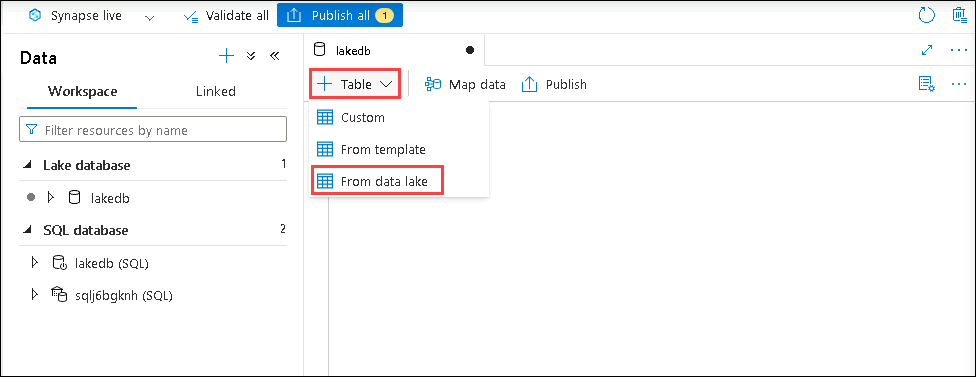 Synapse live
Validate all
Publish all 1
Data
Workspace
Linked
Filter resources by name
Lake database 1
lakedb
SQL database 2
lakedb (SQL)
sqlj6bgknh (SQL)
lakedb
Table
Map data
Publish
Custom
From template
From data lake